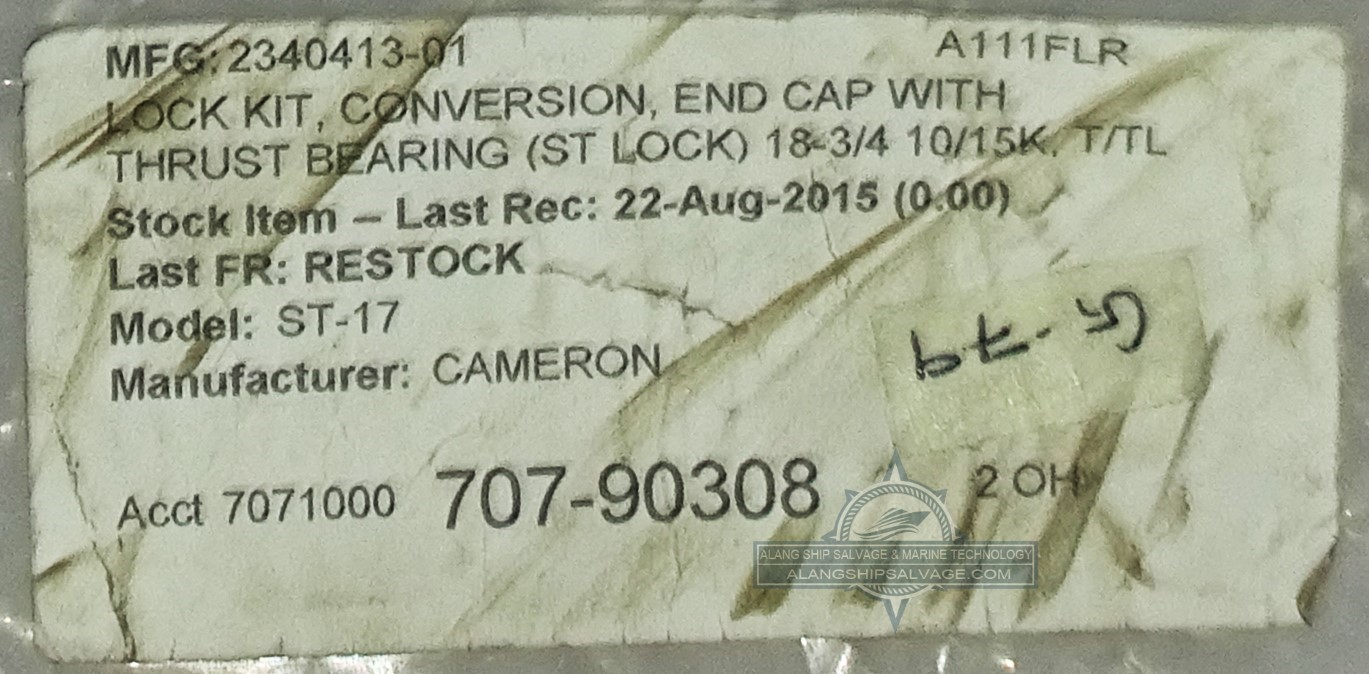 MFG: 2340413-01 A111FLR
LOCK KIT, CONVERSION, END CAP WITH
THRUST BEARING (ST LOCK) 18-3/4 10/15K, T/TL
Stock Item – Last Rec: 22-Aug-2015 (0.00)
Last FR: RESTOCK
Model: ST-17
Manufacturer: CAMERON
Acct 7071000 707-90308 2 OH
ALANG SHIP SALVAGE & MARINE TECHNOLOGY
ALANGSHIPSALVAGE.COM